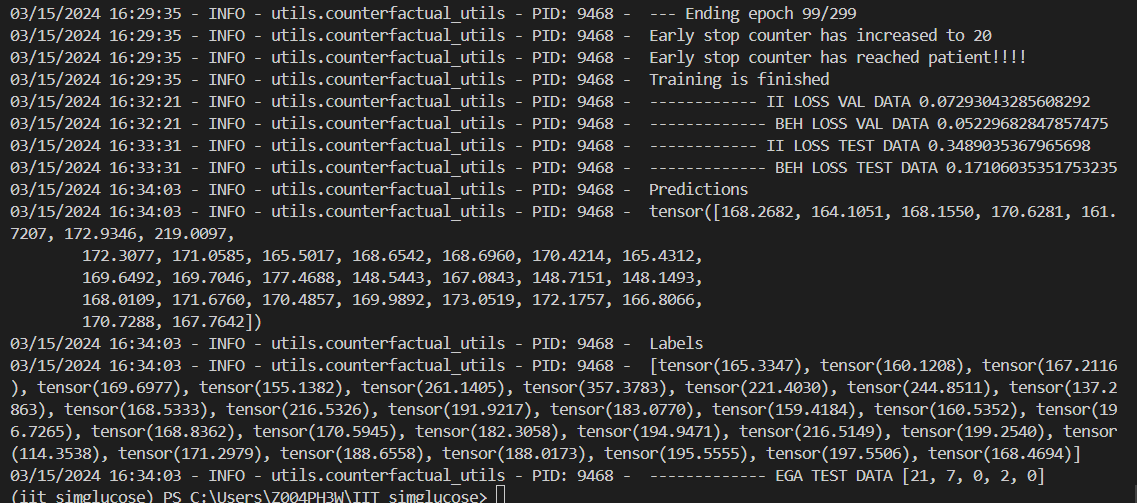 03/15/2024 16:29:35 - INFO - utils.counterfactual_utils - PID: 9468 -  --- Ending epoch 99/299
03/15/2024 16:29:35 - INFO - utils.counterfactual_utils - PID: 9468 -  Early stop counter has increased to 20
03/15/2024 16:29:35 - INFO - utils.counterfactual_utils - PID: 9468 -  Early stop counter has reached patient!!!!
03/15/2024 16:29:35 - INFO - utils.counterfactual_utils - PID: 9468 -  Training is finished
03/15/2024 16:32:21 - INFO - utils.counterfactual_utils - PID: 9468 -  ------------ II LOSS VAL DATA 0.07293043285608292
03/15/2024 16:32:21 - INFO - utils.counterfactual_utils - PID: 9468 -  ------------- BEH LOSS VAL DATA 0.05229682847857475
03/15/2024 16:33:31 - INFO - utils.counterfactual_utils - PID: 9468 -  ------------ II LOSS TEST DATA 0.3489035367965698
03/15/2024 16:33:31 - INFO - utils.counterfactual_utils - PID: 9468 -  ------------- BEH LOSS TEST DATA 0.17106035351753235
03/15/2024 16:34:03 - INFO - utils.counterfactual_utils - PID: 9468 -  Predictions
03/15/2024 16:34:03 - INFO - utils.counterfactual_utils - PID: 9468 -  tensor([168.2682, 164.1051, 168.1550, 170.6281, 161.
7207, 172.9346, 219.0097,
        172.3077, 171.0585, 165.5017, 168.6542, 168.6960, 170.4214, 165.4312,
        169.6492, 169.7046, 177.4688, 148.5443, 167.0843, 148.7151, 148.1493,
        168.0109, 171.6760, 170.4857, 169.9892, 173.0519, 172.1757, 166.8066,
        170.7288, 167.7642])
03/15/2024 16:34:03 - INFO - utils.counterfactual_utils - PID: 9468 -  Labels
03/15/2024 16:34:03 - INFO - utils.counterfactual_utils - PID: 9468 -  [tensor(165.3347), tensor(160.1208), tensor(167.2116
), tensor(169.6977), tensor(155.1382), tensor(261.1405), tensor(357.3783), tensor(221.4030), tensor(244.8511), tensor(137.2
863), tensor(168.5333), tensor(216.5326), tensor(191.9217), tensor(183.0770), tensor(159.4184), tensor(160.5352), tensor(19
6.7265), tensor(168.8362), tensor(170.5945), tensor(182.3058), tensor(194.9471), tensor(216.5149), tensor(199.2540), tensor
(114.3538), tensor(171.2979), tensor(188.6558), tensor(188.0173), tensor(195.5555), tensor(197.5506), tensor(168.4694)]
03/15/2024 16:34:03 - INFO - utils.counterfactual_utils - PID: 9468 -  ------------- EGA TEST DATA [21, 7, 0, 2, 0]
(iit_simglucose) PS C:\Users\Z004PH3W\IIT_simglucose>